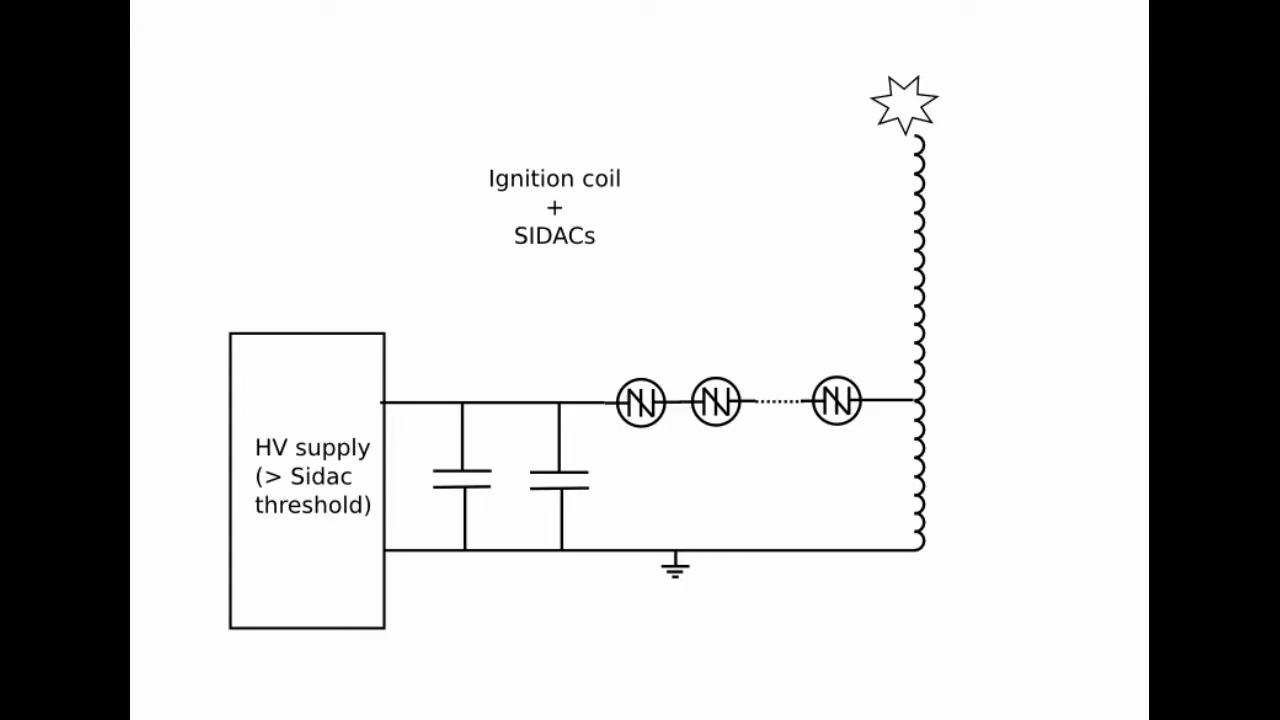 Ignition coil
+
SIDACs
HV supply
(> Sidac
threshold)